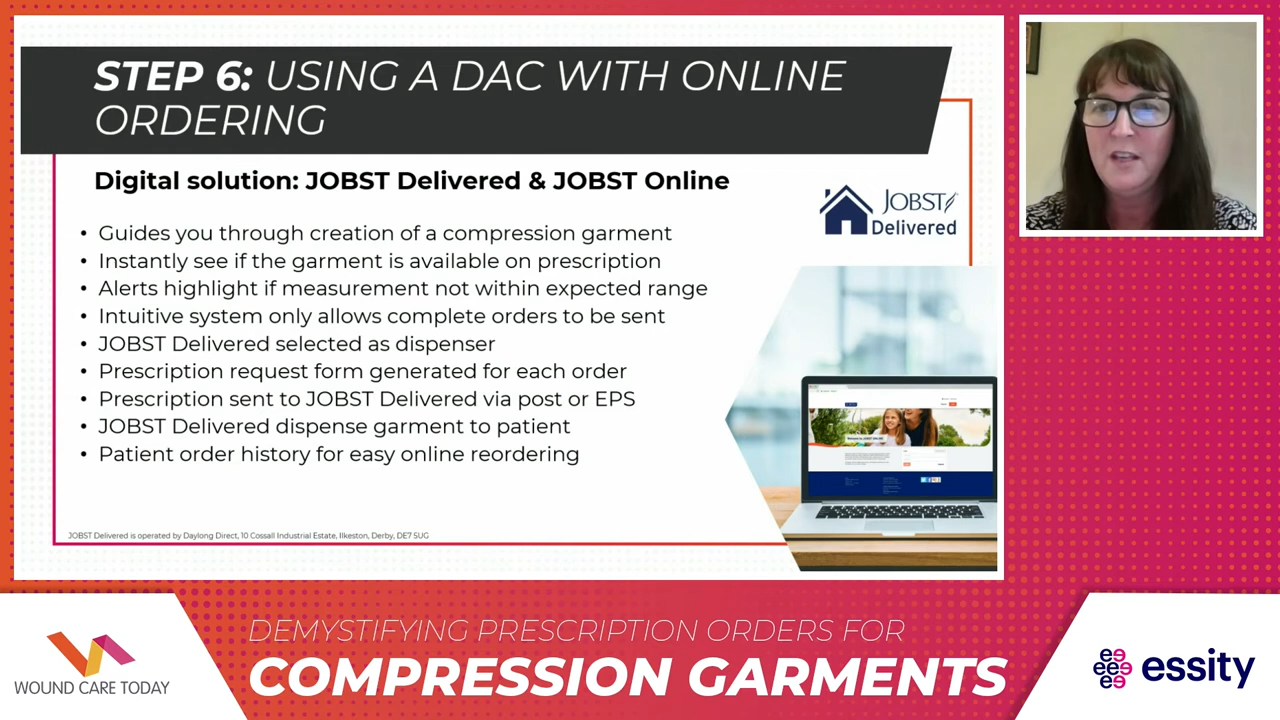 STEP 6: USING A DAC WITH ONLINE
ORDERING
Digital solution: JOBST Delivered & JOBST Online
• Guides you through creation of a compression garment
• Instantly see if the garment is available on prescription
• Alerts highlight if measurement not within expected range
• Intuitive system only allows complete orders to be sent
• JOBST Delivered selected as dispenser
• Prescription request form generated for each order
• Prescription sent to JOBST Delivered via post or EPS
• JOBST Delivered dispense garment to patient
• Patient order history for easy online reordering
JOBST
Delivered
Welcome to JOBST ONLINE
JOBST Delivered is operated by Daylong Direct, 10 Cossall Industrial Estate, Ilkeston, Derby, DE7 5UG
WOUND CARE TODAY
DEMYSTIFYING PRESCRIPTION ORDERS FOR
COMPRESSION GARMENTS
essity